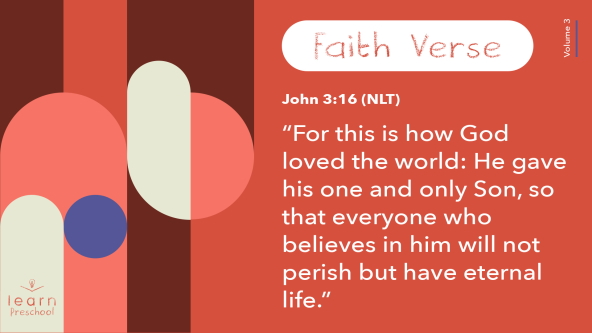 Faith Verse
Volume 3
John 3:16 (NLT)
“For this is how God
loved the world: He gave
his one and only Son, so
that everyone who
believes in him will not
perish but have eternal
life.”
learn
Preschool